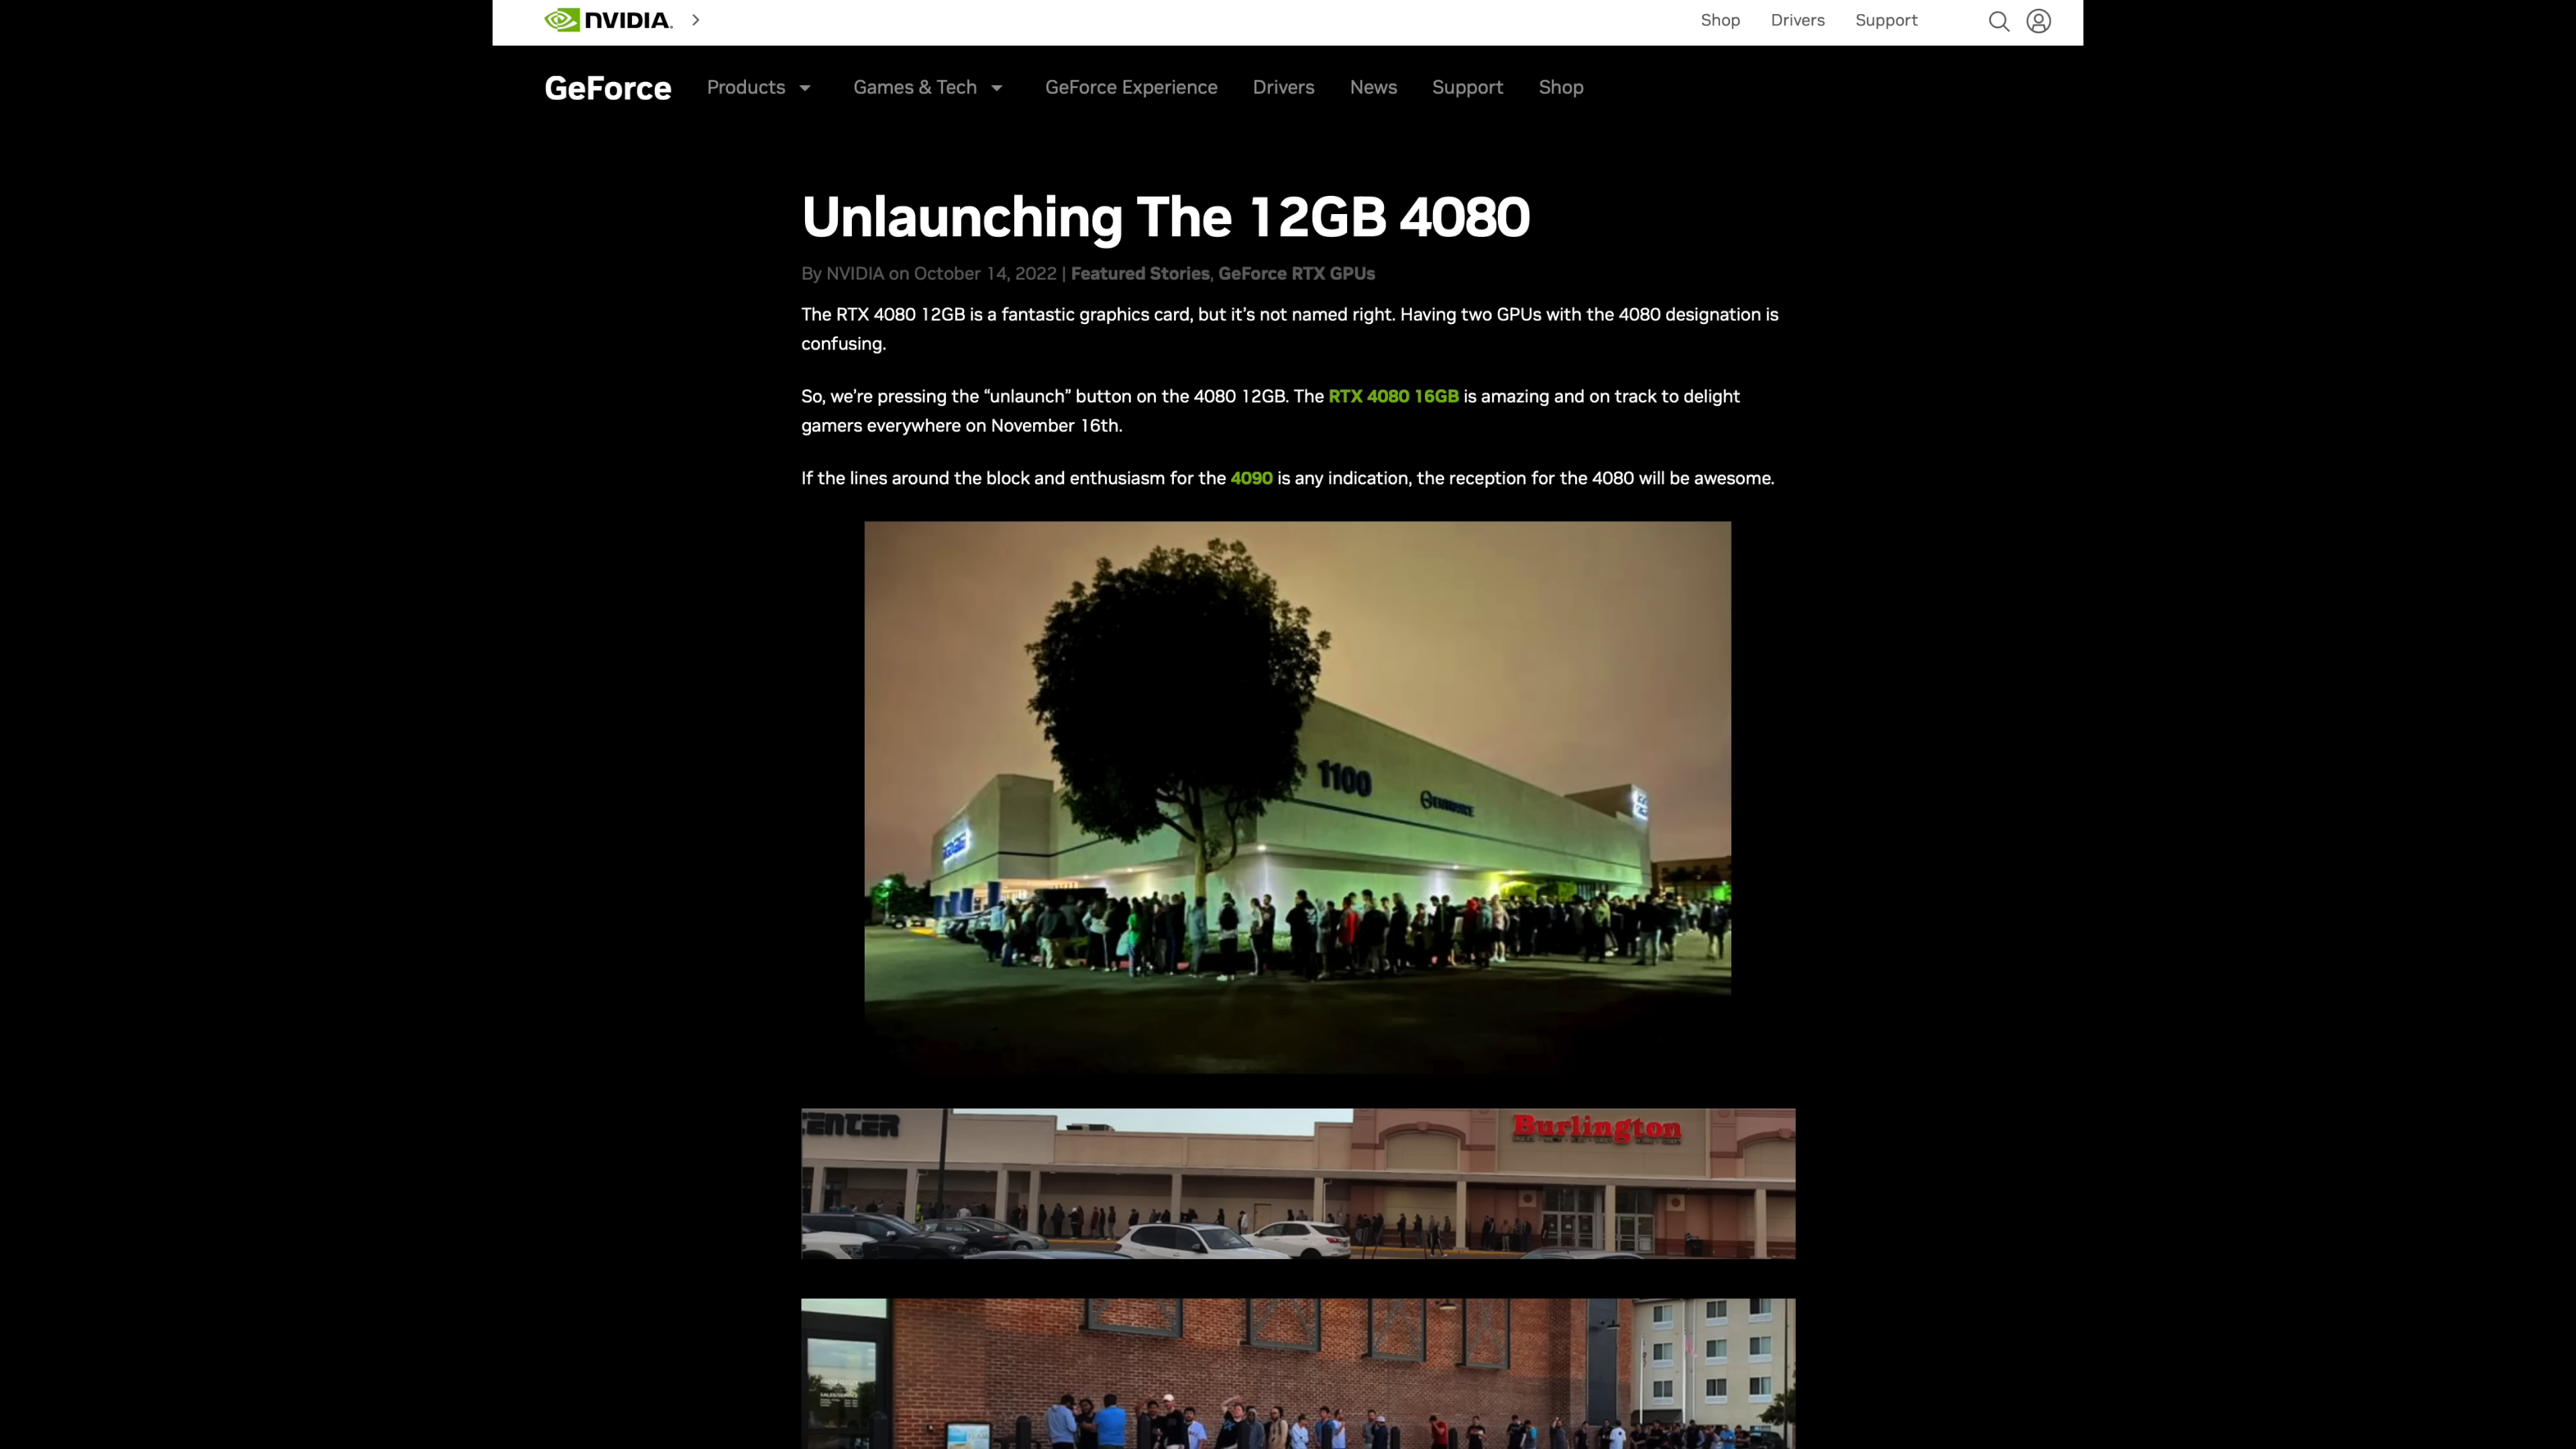 NVIDIA.
Shop Drivers Support
GeForce Products Games & Tech GeForce Experience Drivers News Support Shop
Unlaunching The 12GB 4080
By NVIDIA on October 14, 2022 | Featured Stories, GeForce RTX GPUs
The RTX 4080 12GB is a fantastic graphics card, but it’s not named right. Having two GPUs with the 4080 designation is
confusing.
So, we’re pressing the “unlaunch” button on the 4080 12GB. The RTX 4080 16GB is amazing and on track to delight
gamers everywhere on November 16th.
If the lines around the block and enthusiasm for the 4090 is any indication, the reception for the 4080 will be awesome.
1100
ENTRANCE
ENTER
Burlington